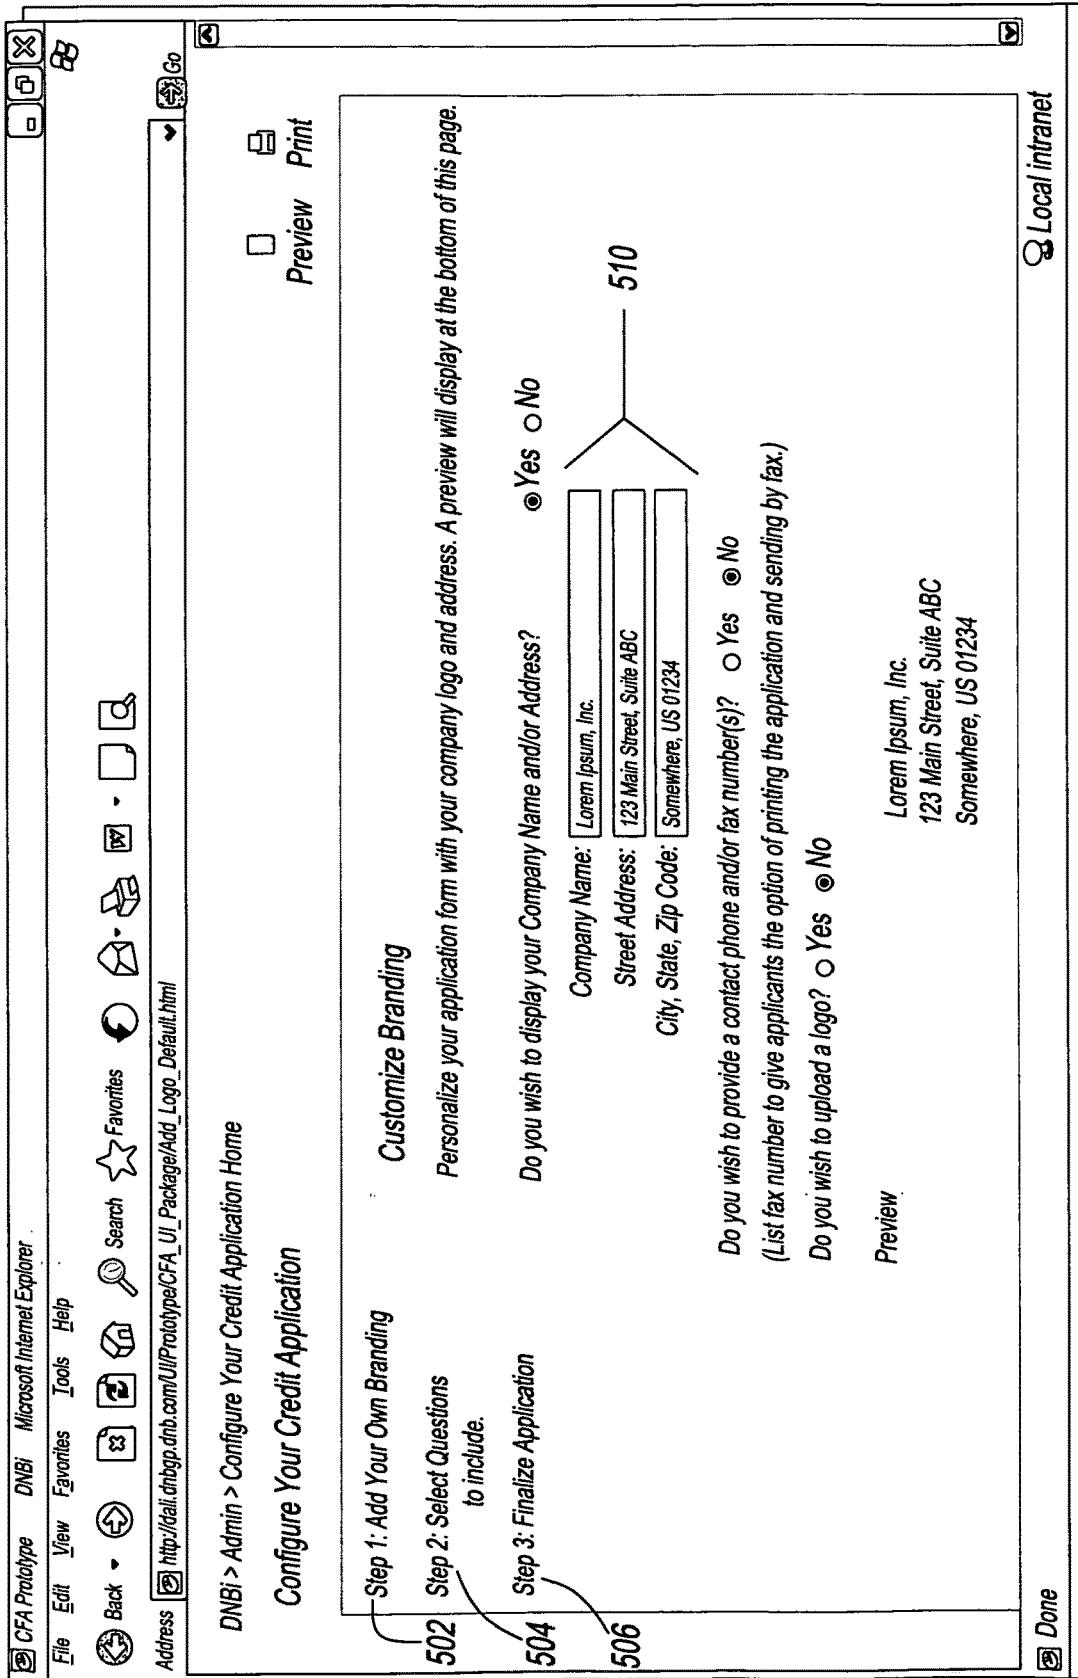 CFA Prototype DNBi Microsoft Internet Explorer
File Edit View Favorites Tools Help
Back Search Favorites
Address http://dali.dnbgp.dnb.com/UI/Prototype/CFA_UI_Package/Add_Logo_Default.html Go
DNBi > Admin > Configure Your Credit Application Home
Configure Your Credit Application
Preview Print
502 Step 1: Add Your Own Branding
504 Step 2: Select Questions
to include.
506 Step 3: Finalize Application
Customize Branding
Personalize your application form with your company logo and address. A preview will display at the bottom of this page.
Do you wish to display your Company Name and/or Address? Yes No
Company Name: Lorem Ipsum, Inc.
Street Address: 123 Main Street, Suite ABC
City, State, Zip Code: Somewhere, US 01234
510
Do you wish to provide a contact phone and/or fax number(s)? Yes No
(List fax number to give applicants the option of printing the application and sending by fax.)
Do you wish to upload a logo? Yes No
Preview
Lorem Ipsum, Inc.
123 Main Street, Suite ABC
Somewhere, US 01234
Done Local intranet